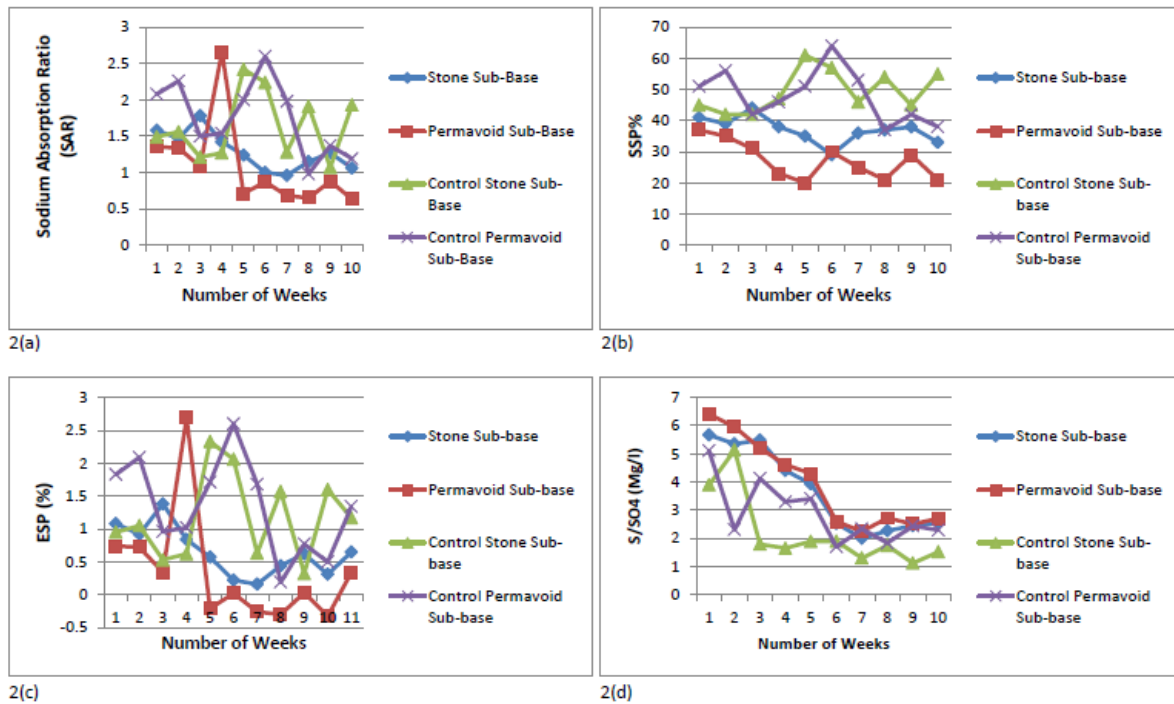 3
2.5
2
1.5
1
0.5
0
Sodium Absorption Ratio
(SAR)
1 2 3 4 5 6 7 8 9 10
Number of Weeks
Stone Sub-Base
Permavoid Sub-Base
Control Stone Sub-
Base
Control Permavoid
Sub-Base
2(a)
70
60
50
40
30
20
10
0
SSP%
1 2 3 4 5 6 7 8 9 10
Number of Weeks
Stone Sub-base
Permavoid Sub-base
Control Stone Sub-
base
Control Permavoid
Sub-base
2(b)
3
2.5
2
1.5
1
0.5
0
-0.5
ESP (%)
1 2 3 4 5 6 7 8 9 10 11
Number of Weeks
Stone Sub-base
Permavoid Sub-base
Control Stone Sub-
base
Control Permavoid
Sub-base
2(c)
7
6
5
4
3
2
1
0
S/SO4 (Mg/l)
1 2 3 4 5 6 7 8 9 10
Number of Weeks
Stone Sub-base
Permavoid Sub-base
Control Stone Sub-
base
Control Permavoid
Sub-base
2(d)